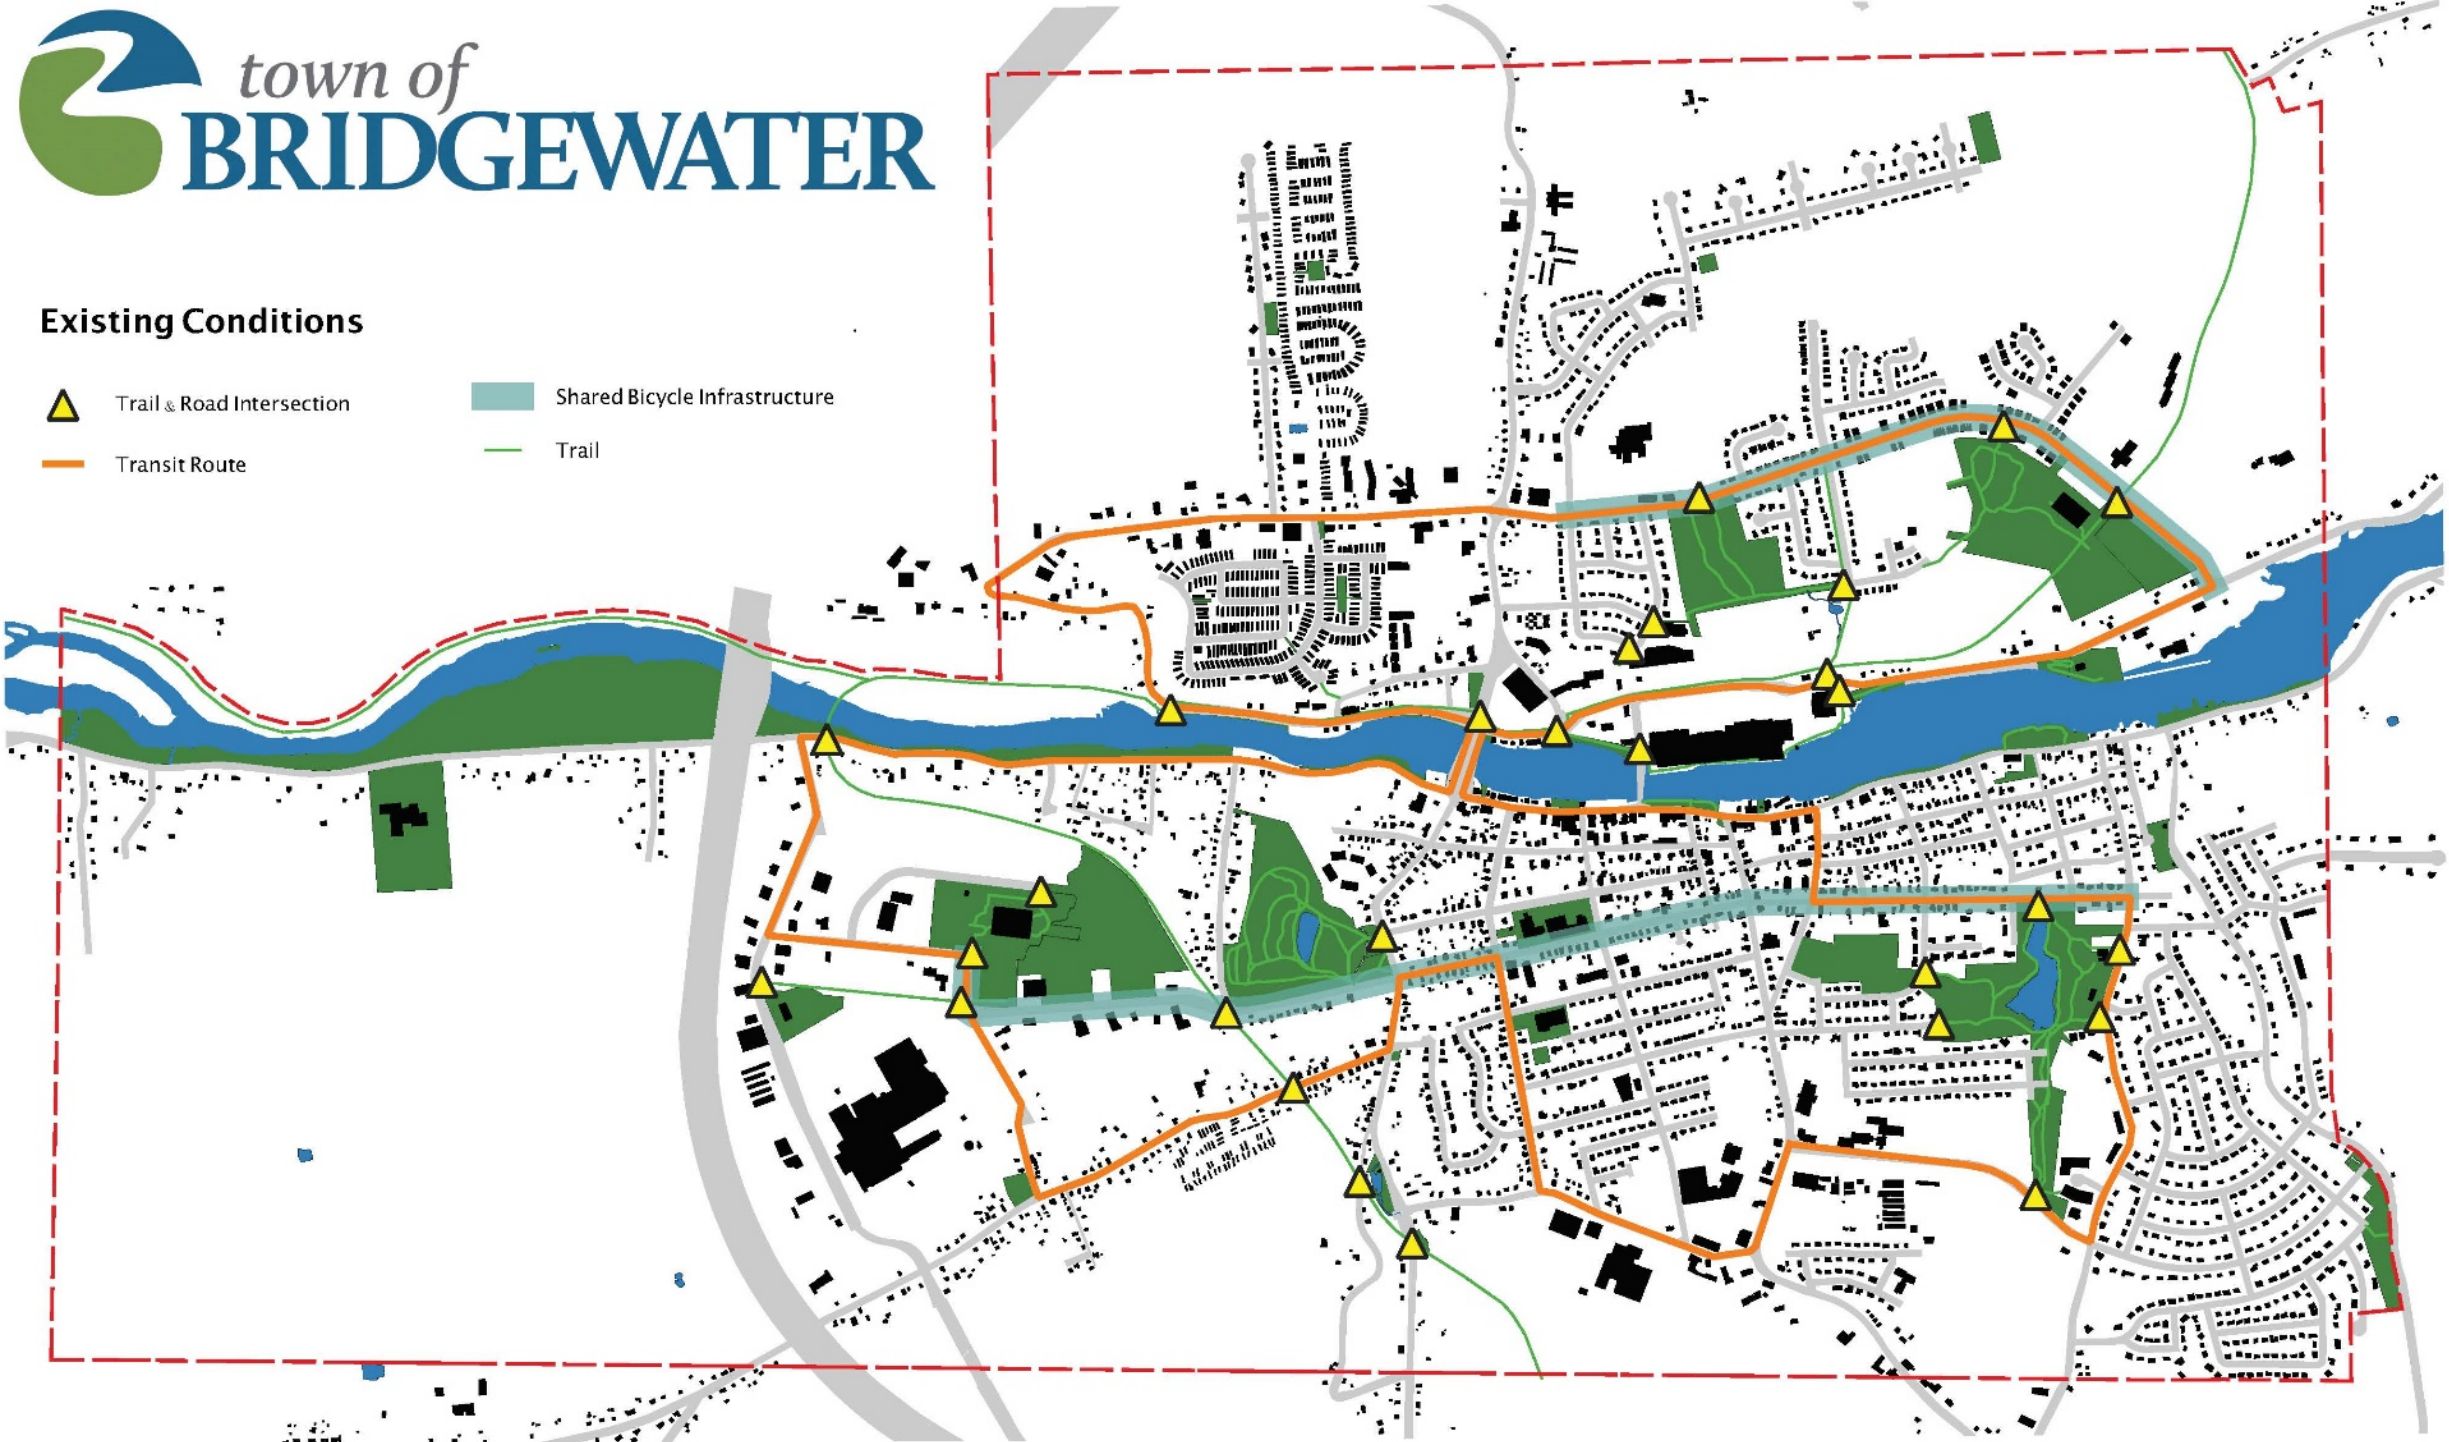 town of
BRIDGEWATER
Existing Conditions
Trail & Road Intersection
Shared Bicycle Infrastructure
Transit Route
Trail